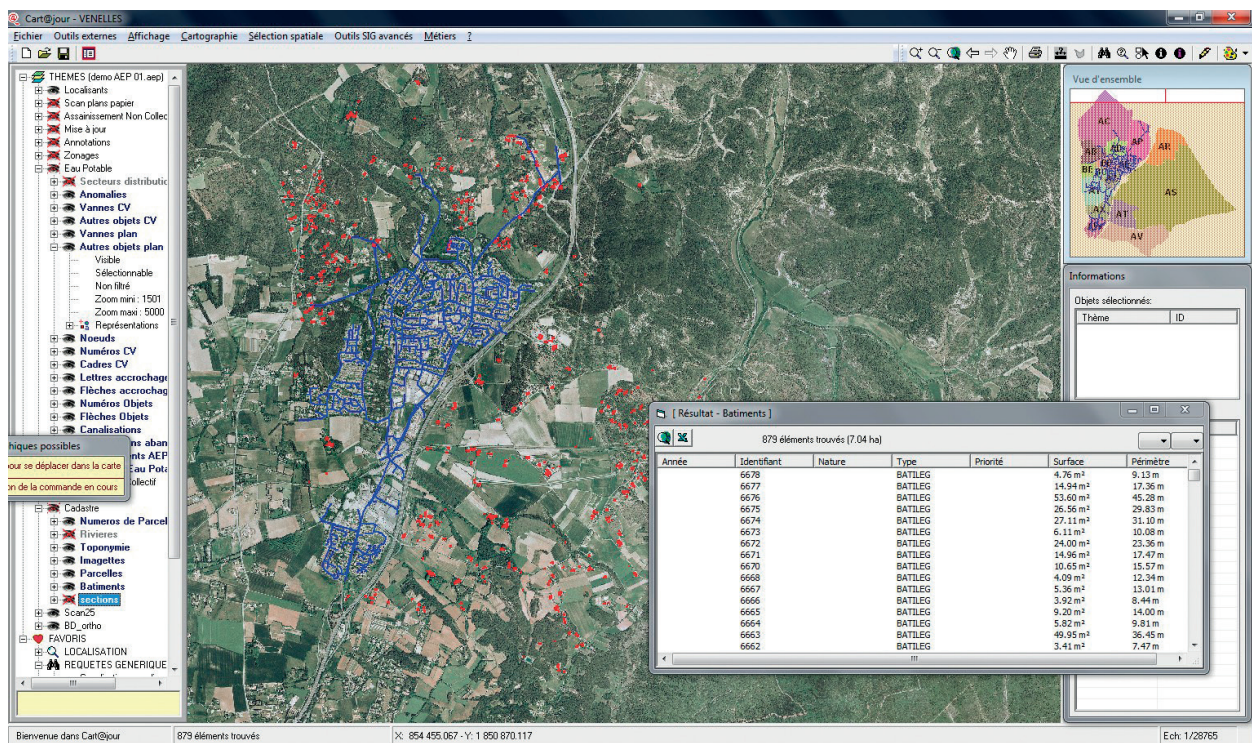 Cart@jour - VENELLES
Fichier Outils externes Affichage Cartographie Sélection spatiale Outils SIG avancés Métiers ?
THEMES (demo AEP 01.aep)
Localisants
Scan plans papier
Assainissement Non Collec
Mise à jour
Annotations
Zonages
Eau Potable
Secteurs distributic
Anomalies
Vannes CV
Autres objets CV
Vannes plan
Autres objets plan
Visible
Sélectionnable
Non filtré
Zoom mini : 1501
Zoom maxi : 5000
Représentations
Noeuds
Numéros CV
Cadres CV
Lettres accrochage
Flèches accrochag
Numéros Objets
Flèches Objets
Canalisations
hiques possibles
ns aban
our se déplacer dans la carte
nts AEP
Eau Pota
on de la commande en cours
Collectif
Cadastre
Numeros de Parcel
Rivieres
Toponymie
Imagettes
Parcelles
Batiments
sections
Scan25
BD_ortho
FAVORIS
LOCALISATION
REQUETES GENERIQUE
Vue d'ensemble
AC
AP
AR
AS
AT
AV
Informations
Objets sélectionnés:
Thème ID
[ Résultat - Batiments ]
879 éléments trouvés (7.04 ha)
Année Identifiant Nature Type Priorité Surface Périmètre
6678 BATILEG 4.76 m² 9.13 m
6677 BATILEG 14.94 m² 17.36 m
6676 BATILEG 53.60 m² 45.28 m
6675 BATILEG 26.56 m² 29.83 m
6674 BATILEG 27.11 m² 31.10 m
6673 BATILEG 6.11 m² 10.08 m
6672 BATILEG 24.00 m² 23.36 m
6671 BATILEG 14.96 m² 17.47 m
6670 BATILEG 10.65 m² 15.57 m
6668 BATILEG 4.09 m² 12.34 m
6667 BATILEG 5.36 m² 13.01 m
6666 BATILEG 3.92 m² 8.44 m
6665 BATILEG 9.20 m² 14.00 m
6664 BATILEG 5.82 m² 9.81 m
6663 BATILEG 49.95 m² 36.45 m
6662 BATILEG 3.41 m² 7.47 m
Bienvenue dans Cart@jour 879 éléments trouvés X: 854 455.067 - Y: 1 850 870.117 Ech: 1/28765